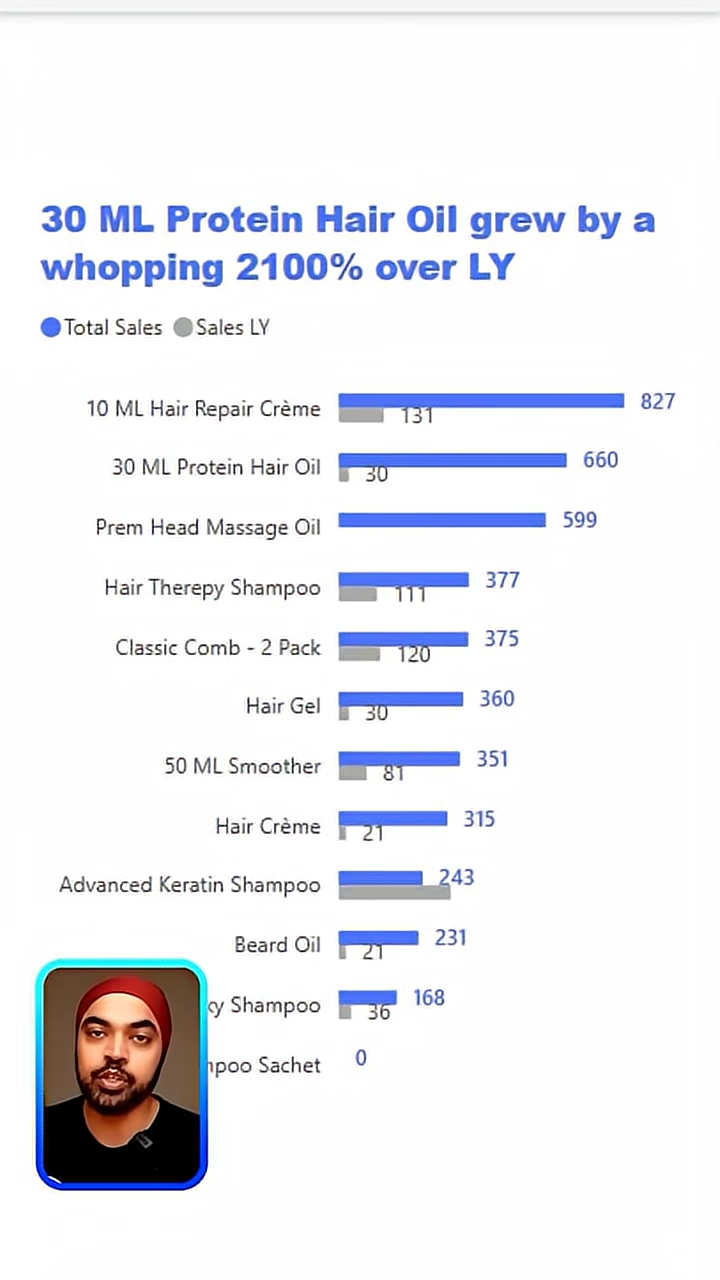 30 ML Protein Hair Oil grew by a
whopping 2100% over LY
Total Sales Sales LY
10 ML Hair Repair Crème 827
131
30 ML Protein Hair Oil 660
30
Prem Head Massage Oil 599
Hair Therepy Shampoo 377
111
Classic Comb - 2 Pack 375
120
Hair Gel 360
30
50 ML Smoother 351
81
Hair Crème 315
21
Advanced Keratin Shampoo 243
Beard Oil 231
21
Shampoo 168
36
Sachet 0